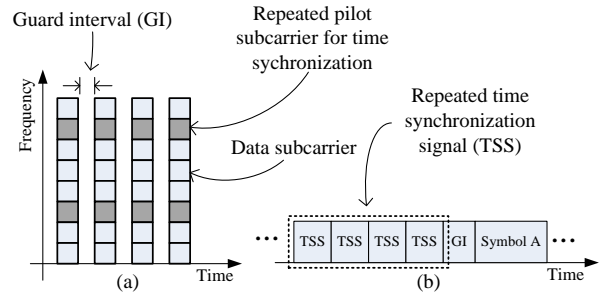 Guard interval (GI)
Repeated pilot
subcarrier for time
sychronization
Frequency
Data subcarrier
Time
(a)
Repeated time
synchronization
signal (TSS)
... TSS TSS TSS TSS GI Symbol A ...
Time
(b)